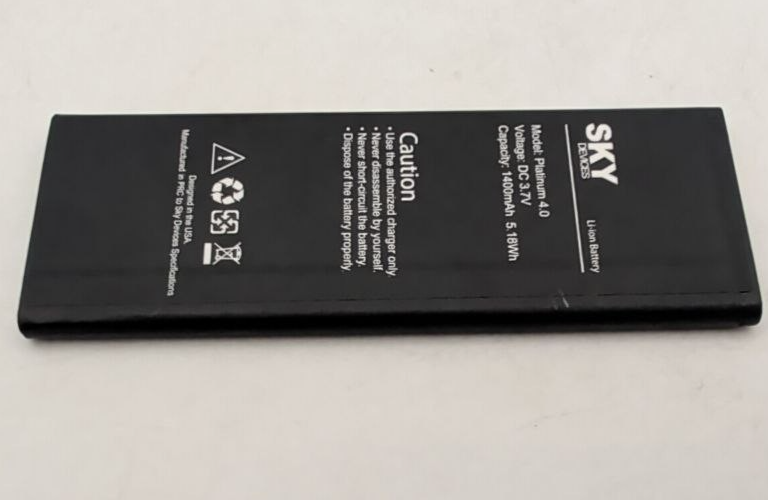 SKY
DEVICES
Li-ion Battery
Model: Platinum 4.0
Voltage: DC 3.7V
Capacity: 1400mAh 5.18Wh
Caution
• Use the authorized charger only.
• Never disassemble by yourself.
• Never short-circuit the battery.
• Dispose of the battery properly.
Designed in the USA
Manufactured in PRC to Sky Devices Specifications